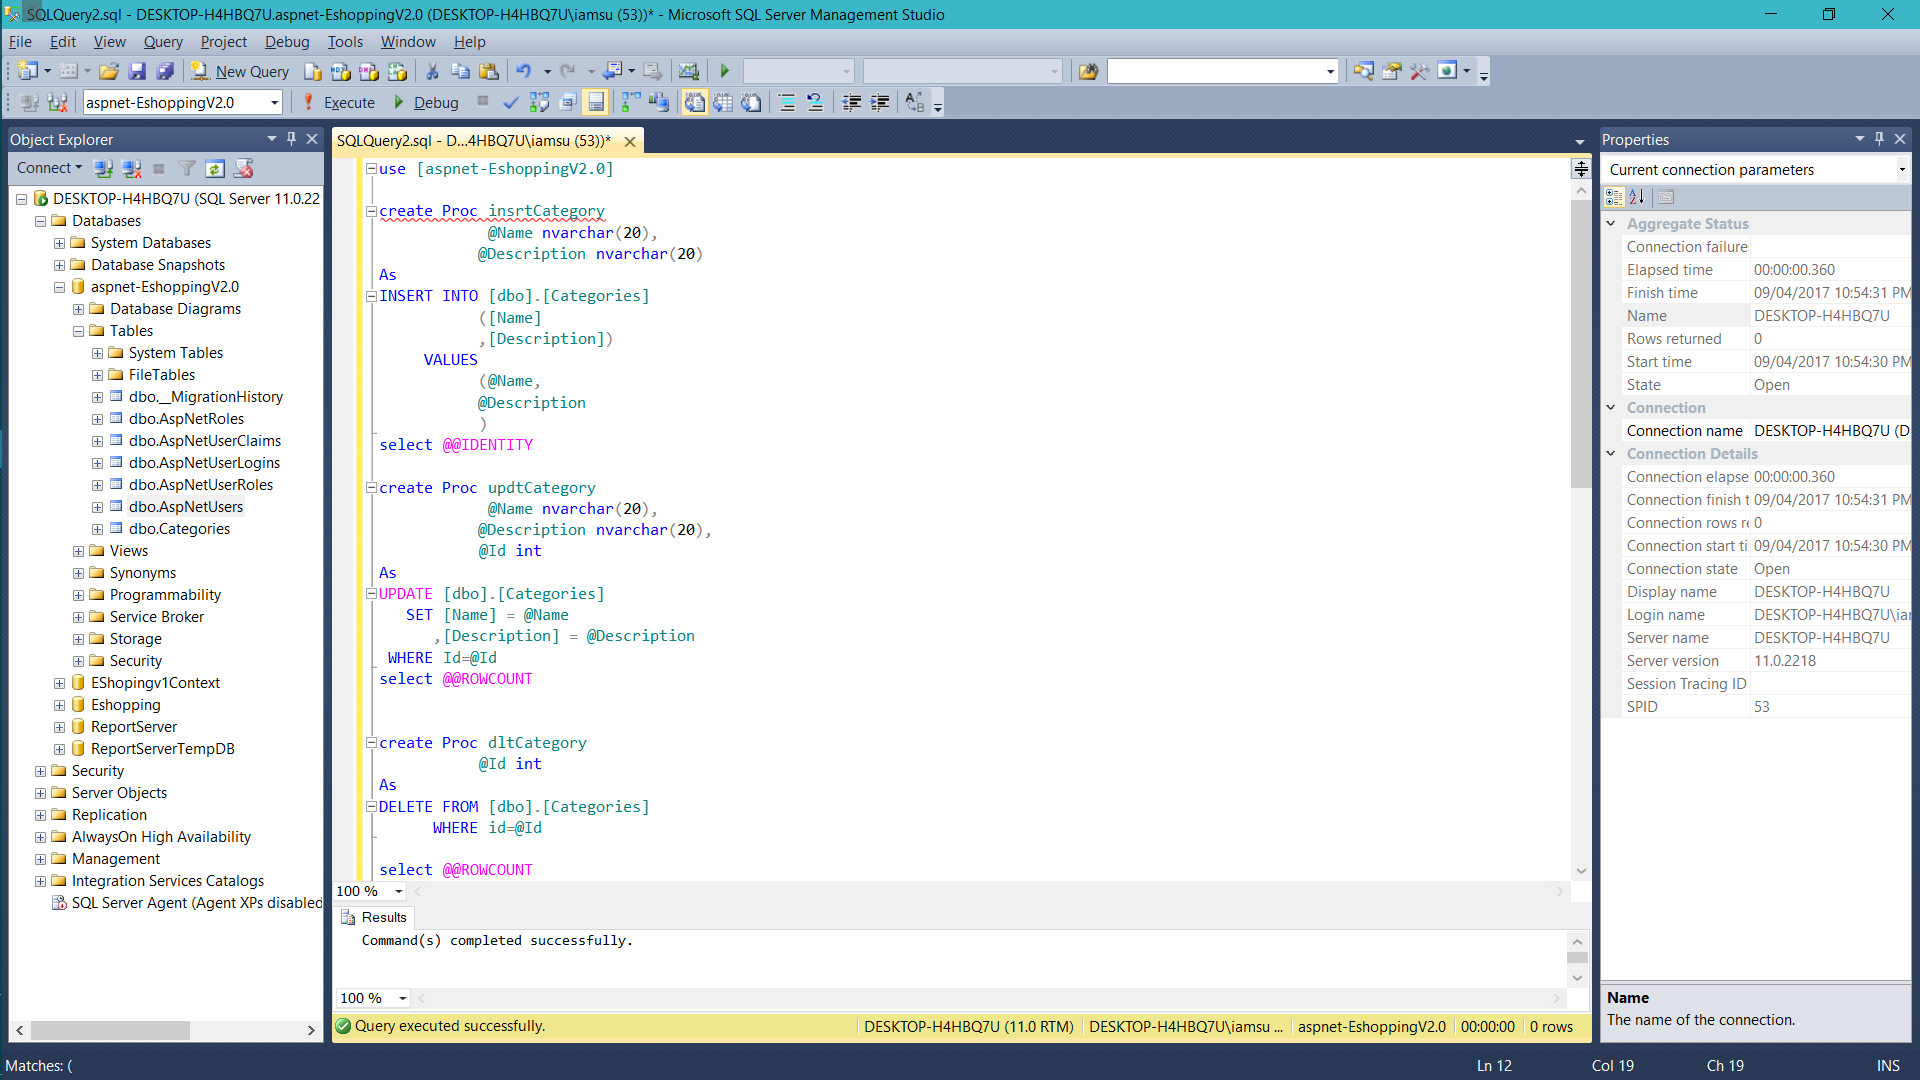 SQLQuery2.sql - DESKTOP-H4HBQ7U.aspnet-EshoppingV2.0 (DESKTOP-H4HBQ7U\iamsu (53))* - Microsoft SQL Server Management Studio
File Edit View Query Project Debug Tools Window Help
New Query
aspnet-EshoppingV2.0 Execute Debug
Object Explorer
Connect
DESKTOP-H4HBQ7U (SQL Server 11.0.22
Databases
System Databases
Database Snapshots
aspnet-EshoppingV2.0
Database Diagrams
Tables
System Tables
FileTables
dbo.__MigrationHistory
dbo.AspNetRoles
dbo.AspNetUserClaims
dbo.AspNetUserLogins
dbo.AspNetUserRoles
dbo.AspNetUsers
dbo.Categories
Views
Synonyms
Programmability
Service Broker
Storage
Security
EShopingv1Context
Eshopping
ReportServer
ReportServerTempDB
Security
Server Objects
Replication
AlwaysOn High Availability
Management
Integration Services Catalogs
SQL Server Agent (Agent XPs disabled
SQLQuery2.sql - D...4HBQ7U\iamsu (53))*
use [aspnet-EshoppingV2.0]
create Proc insrtCategory
@Name nvarchar(20),
@Description nvarchar(20)
As
INSERT INTO [dbo].[Categories]
([Name]
,[Description])
VALUES
(@Name,
@Description
)
select @@IDENTITY
create Proc updtCategory
@Name nvarchar(20),
@Description nvarchar(20),
@Id int
As
UPDATE [dbo].[Categories]
SET [Name] = @Name
,[Description] = @Description
WHERE Id=@Id
select @@ROWCOUNT
create Proc dltCategory
@Id int
As
DELETE FROM [dbo].[Categories]
WHERE id=@Id
select @@ROWCOUNT
100 %
Results
Command(s) completed successfully.
100 %
Query executed successfully. DESKTOP-H4HBQ7U (11.0 RTM) DESKTOP-H4HBQ7U\iamsu ... aspnet-EshoppingV2.0 00:00:00 0 rows
Properties
Current connection parameters
Aggregate Status
Connection failure
Elapsed time 00:00:00.360
Finish time 09/04/2017 10:54:31 PM
Name DESKTOP-H4HBQ7U
Rows returned 0
Start time 09/04/2017 10:54:30 PM
State Open
Connection
Connection name DESKTOP-H4HBQ7U (D
Connection Details
Connection elapse 00:00:00.360
Connection finish t 09/04/2017 10:54:31 PM
Connection rows re 0
Connection start ti 09/04/2017 10:54:30 PM
Connection state Open
Display name DESKTOP-H4HBQ7U
Login name DESKTOP-H4HBQ7U\iar
Server name DESKTOP-H4HBQ7U
Server version 11.0.2218
Session Tracing ID
SPID 53
Name
The name of the connection.
Matches: ( Ln 12 Col 19 Ch 19 INS